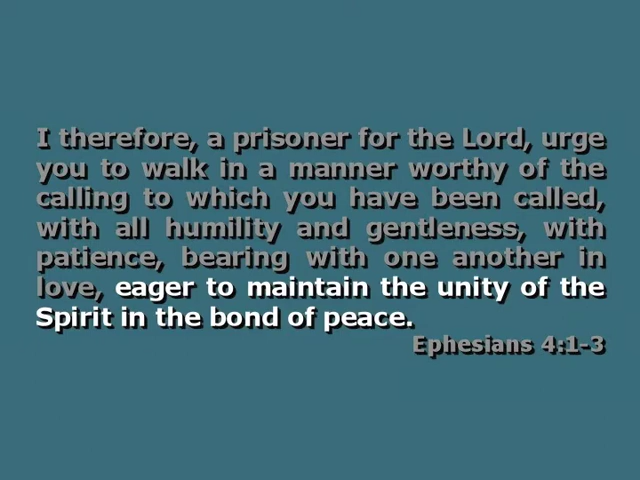 I therefore, a prisoner for the Lord, urge
you to walk in a manner worthy of the
calling to which you have been called,
with all humility and gentleness, with
patience, bearing with one another in
love, eager to maintain the unity of the
Spirit in the bond of peace.
Ephesians 4:1-3